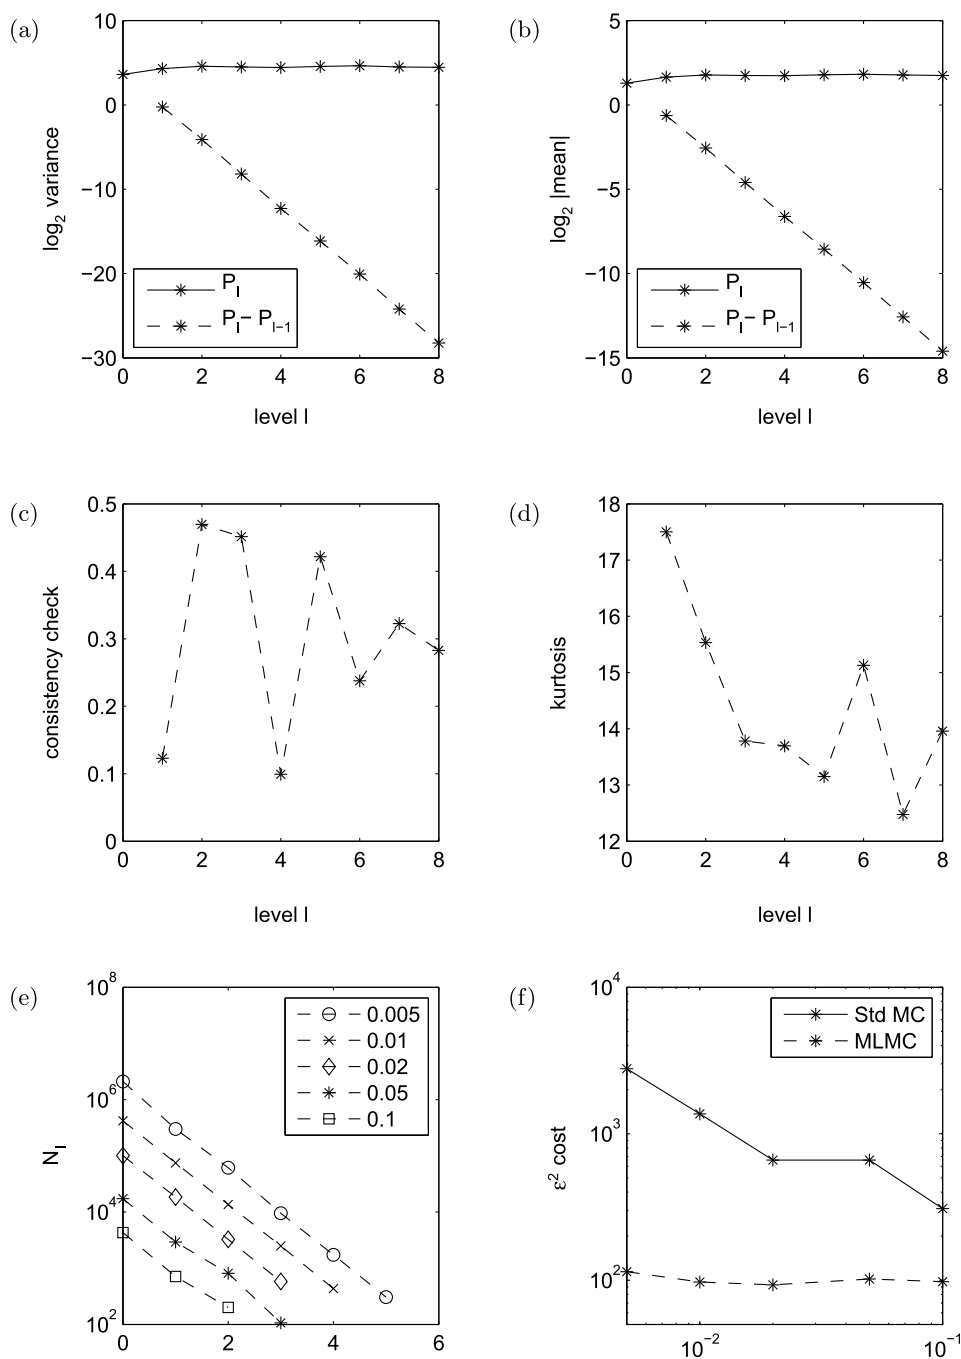 (a)
10
0
−10
−20
−30
log2 variance
P_l
P_l − P_l−1
0 2 4 6 8
level l
(b)
5
0
−5
−10
−15
log2 |mean|
P_l
P_l − P_l−1
0 2 4 6 8
level l
(c)
0.5
0.4
0.3
0.2
0.1
0
consistency check
0 2 4 6 8
level l
(d)
18
17
16
15
14
13
12
kurtosis
0 2 4 6 8
level l
(e)
10^8
10^6
10^4
10^2
N_l
0.005
0.01
0.02
0.05
0.1
0 2 4 6
(f)
10^4
10^3
10^2
ε^2 cost
Std MC
MLMC
10^−2 10^−1